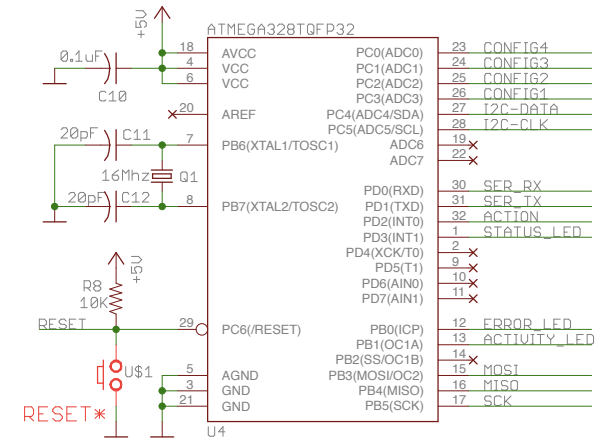 +5V
ATMEGA328TQFP32
0.1uF
C10
18 AVCC PC0(ADC0) 23 CONFIG4
4 VCC PC1(ADC1) 24 CONFIG3
6 VCC PC2(ADC2) 25 CONFIG2
PC3(ADC3) 26 CONFIG1
20 AREF PC4(ADC4/SDA) 27 I2C-DATA
PC5(ADC5/SCL) 28 I2C-CLK
20pF C11
7 PB6(XTAL1/TOSC1) ADC6 19
ADC7 22
16Mhz Q1
PD0(RXD) 30 SER_RX
20pF C12
8 PB7(XTAL2/TOSC2) PD1(TXD) 31 SER_TX
PD2(INT0) 32 ACTION
PD3(INT1) 1 STATUS_LED
PD4(XCK/T0) 2
+5V
PD5(T1) 9
R8
PD6(AIN0) 10
10K
PD7(AIN1) 11
RESET 29 PC6(/RESET) PB0(ICP) 12 ERROR_LED
PB1(OC1A) 13 ACTIVITY_LED
PB2(SS/OC1B) 14
U$1
5 AGND PB3(MOSI/OC2) 15 MOSI
3 GND PB4(MISO) 16 MISO
21 GND PB5(SCK) 17 SCK
RESET*
U4